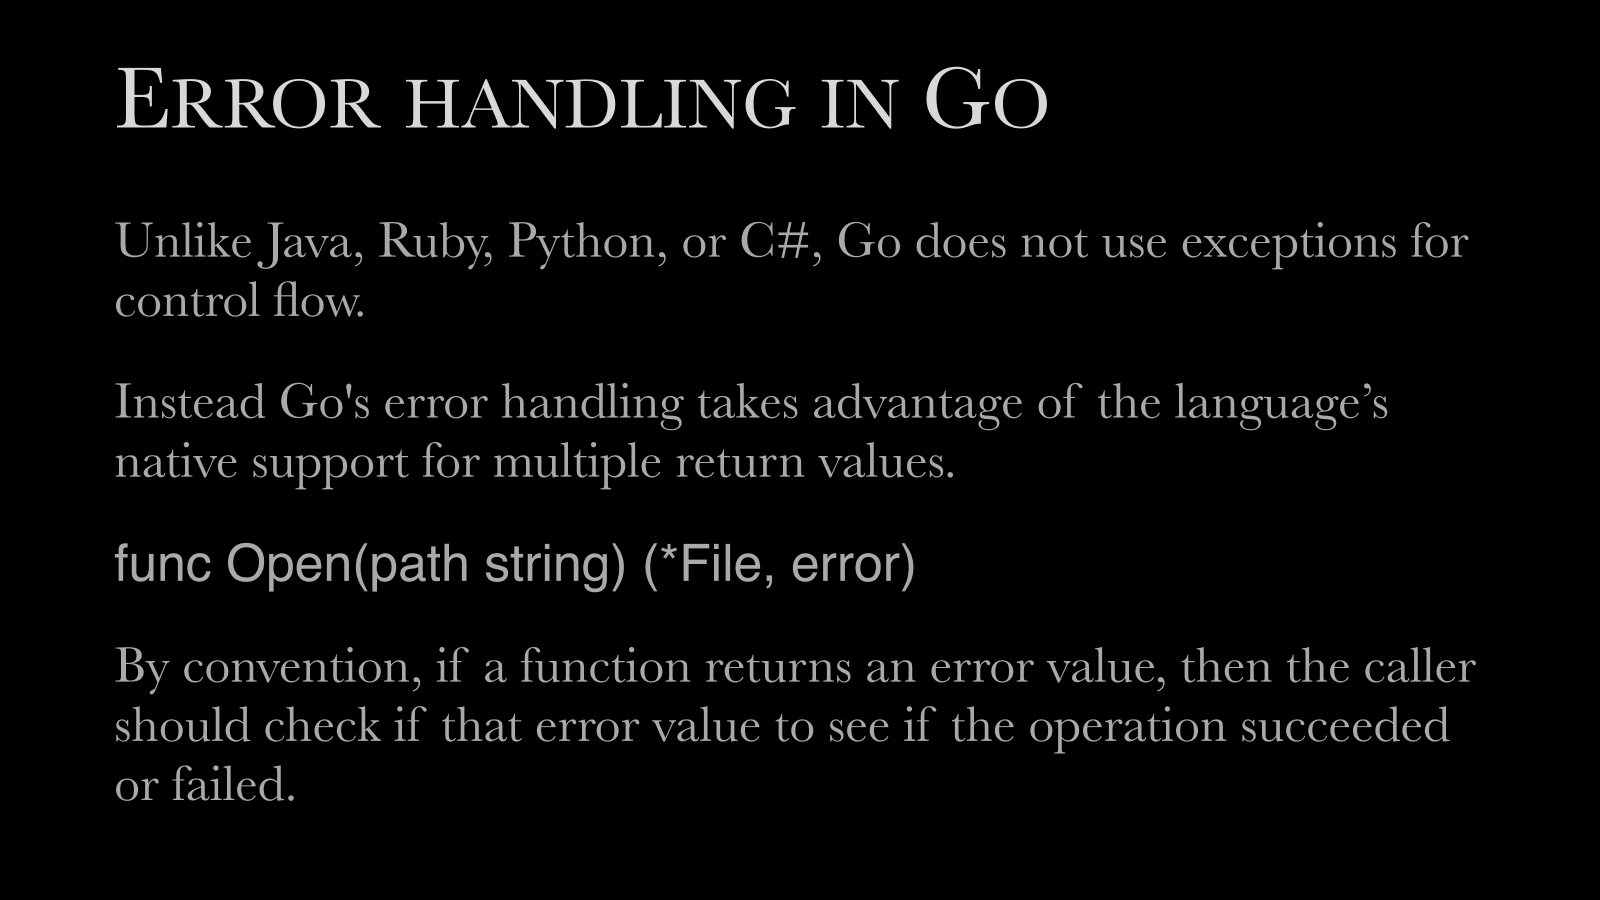 Error handling in Go
Unlike Java, Ruby, Python, or C#, Go does not use exceptions for
control flow.
Instead Go's error handling takes advantage of the language’s
native support for multiple return values.
func Open(path string) (*File, error)
By convention, if a function returns an error value, then the caller
should check if that error value to see if the operation succeeded
or failed.